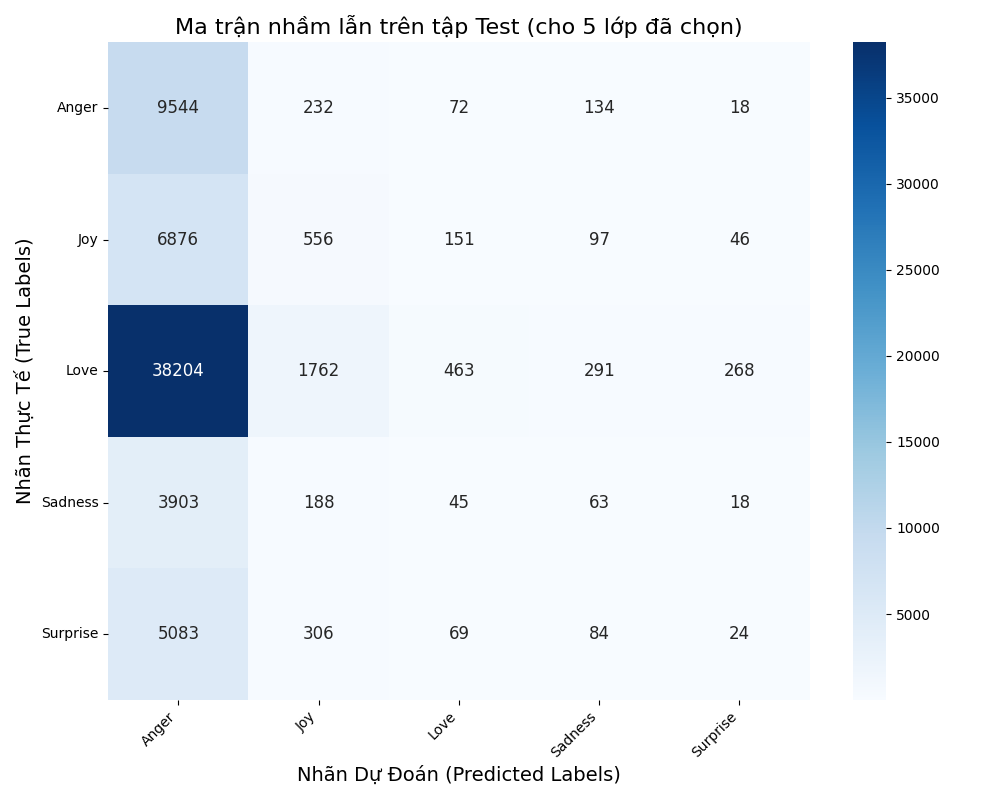 Ma trận nhầm lẫn trên tập Test (cho 5 lớp đã chọn)
Nhãn Thực Tế (True Labels)
Anger 9544 232 72 134 18
Joy 6876 556 151 97 46
Love 38204 1762 463 291 268
Sadness 3903 188 45 63 18
Surprise 5083 306 69 84 24
Anger Joy Love Sadness Surprise
Nhãn Dự Đoán (Predicted Labels)
35000
30000
25000
20000
15000
10000
5000